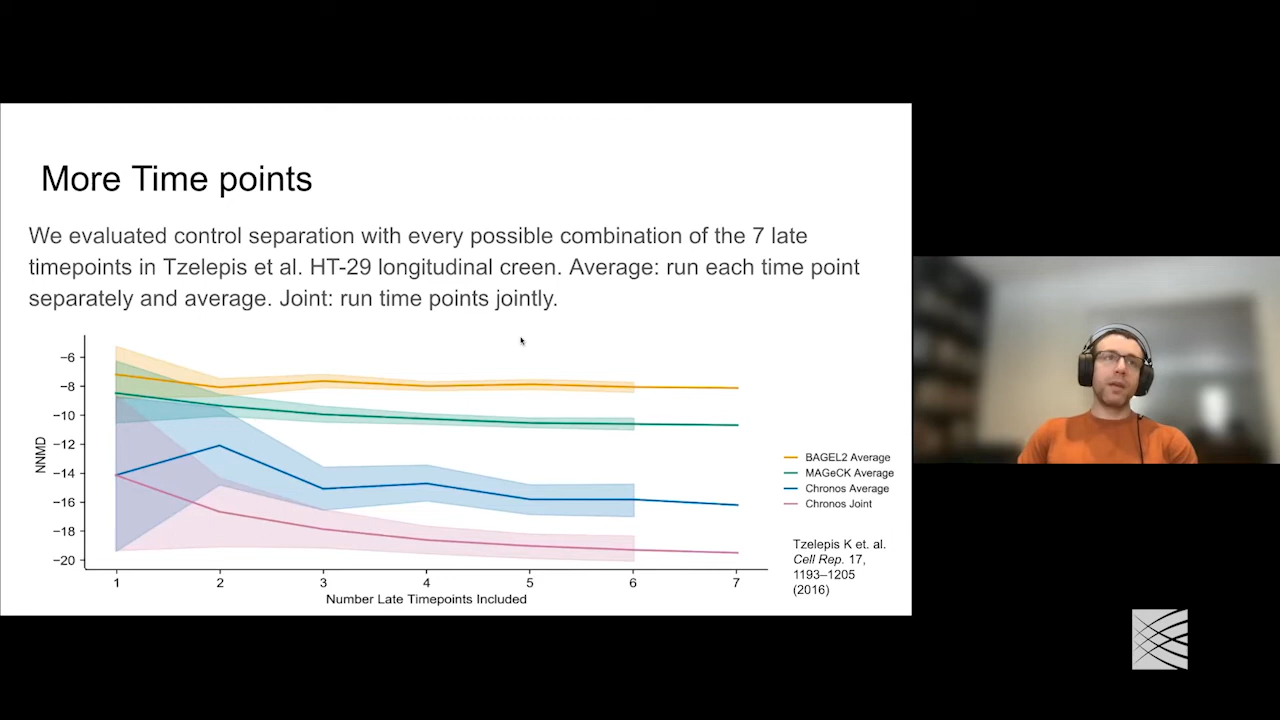 More Time points
We evaluated control separation with every possible combination of the 7 late
timepoints in Tzelepis et al. HT-29 longitudinal creen. Average: run each time point
separately and average. Joint: run time points jointly.
−6
−8
−10
−12
−14
−16
−18
−20
NNMD
1 2 3 4 5 6 7
Number Late Timepoints Included
BAGEL2 Average
MAGeCK Average
Chronos Average
Chronos Joint
Tzelepis K et. al.
Cell Rep. 17,
1193–1205
(2016)